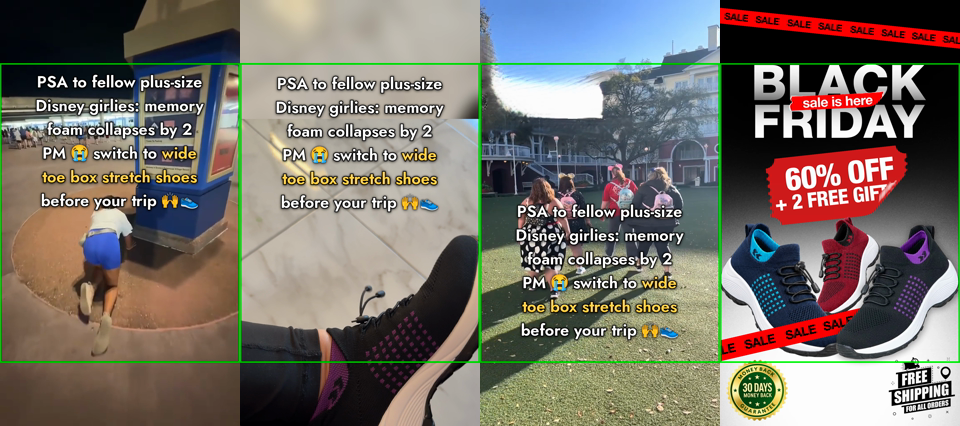 PSA to fellow plus-size
Disney girlies: memory
foam collapses by 2
PM 😭 switch to wide
toe box stretch shoes
before your trip 🙌👟
PSA to fellow plus-size
Disney girlies: memory
foam collapses by 2
PM 😭 switch to wide
toe box stretch shoes
before your trip 🙌👟
PSA to fellow plus-size
Disney girlies: memory
foam collapses by 2
PM 😭 switch to wide
toe box stretch shoes
before your trip 🙌👟
SALE SALE SALE SALE SALE SALE SALE SALE
BLACK
sale is here
FRIDAY
60% OFF
+ 2 FREE GIFT
SALE SALE SALE SALE SALE
MONEY BACK
30 DAYS
MONEY BACK
GUARANTEE
FREE
SHIPPING
FOR ALL ORDERS